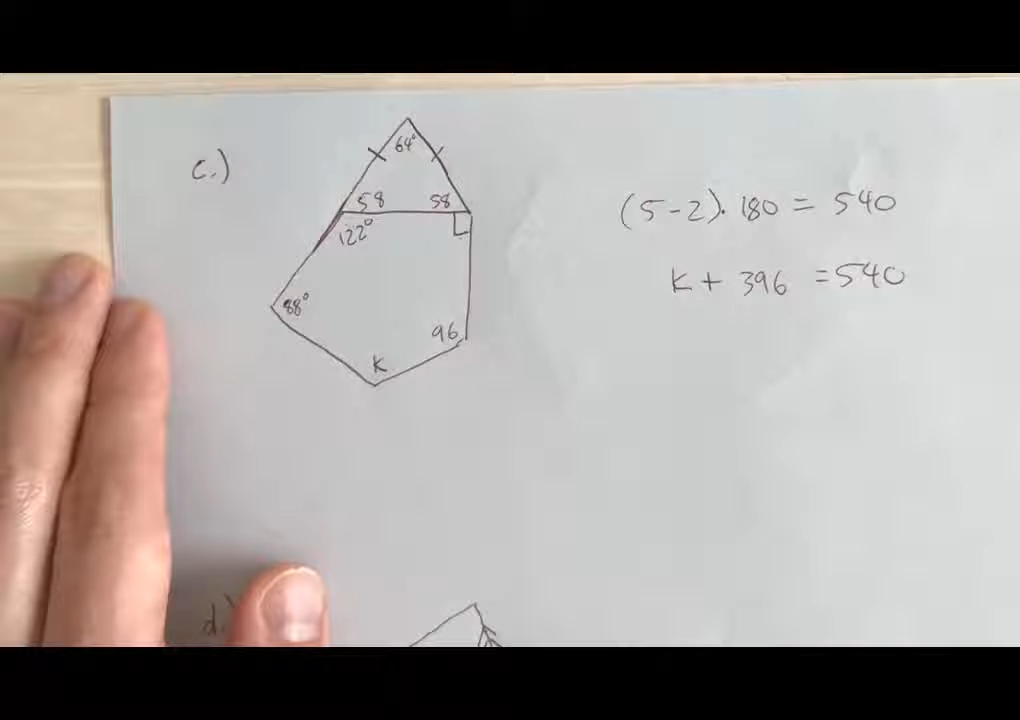 c.)
64°
58 58
122°
88°
96
K
(5-2)· 180 = 540
K + 396 = 540
d.)